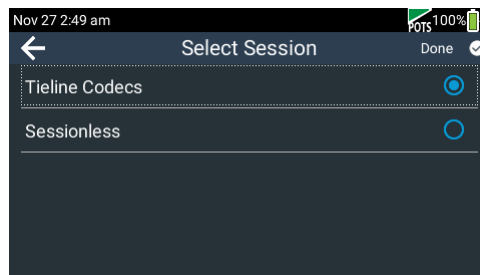 Nov 27 2:49 am POTS 100%
Select Session Done
Tieline Codecs
Sessionless